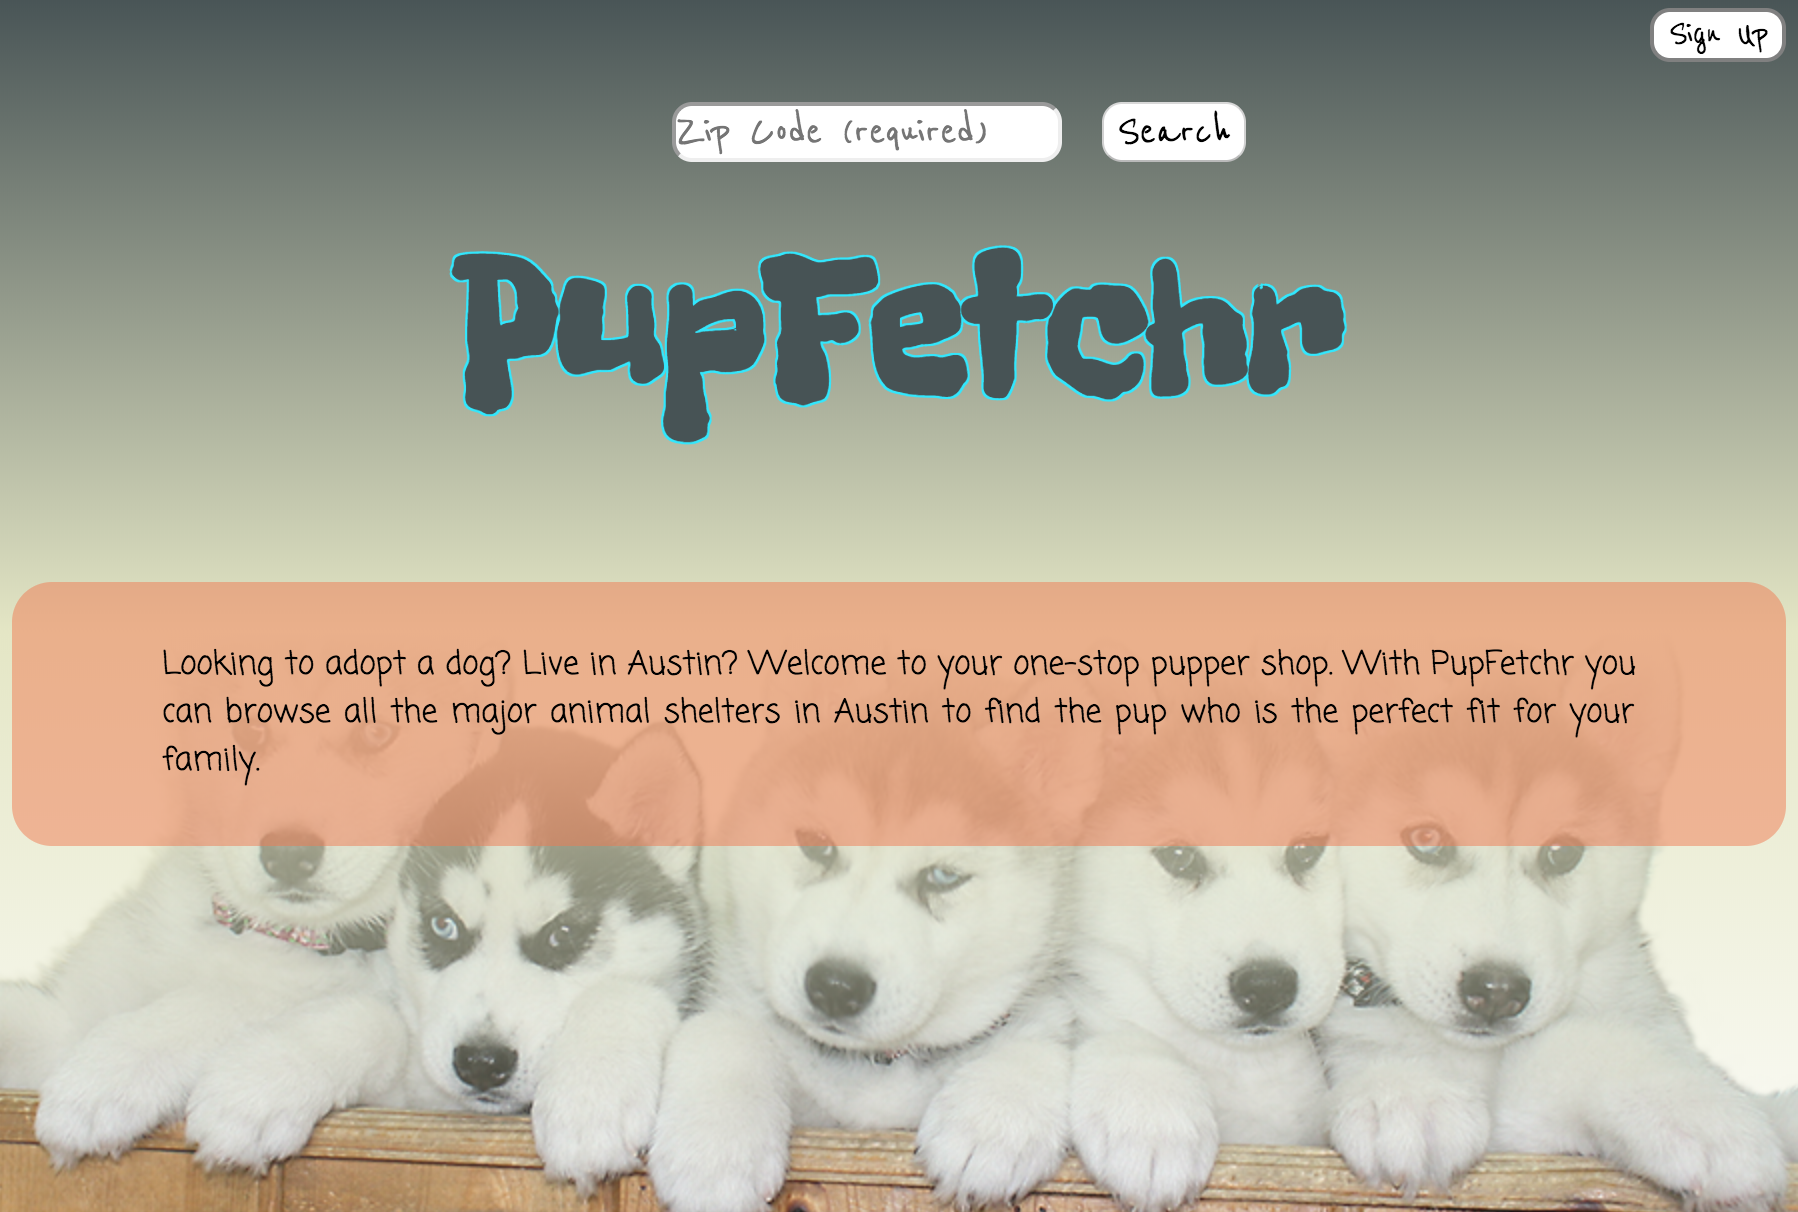 Sign Up
Zip Code (required)
Search
PupFetchr
Looking to adopt a dog? Live in Austin? Welcome to your one-stop pupper shop. With PupFetchr you
can browse all the major animal shelters in Austin to find the pup who is the perfect fit for your
family.